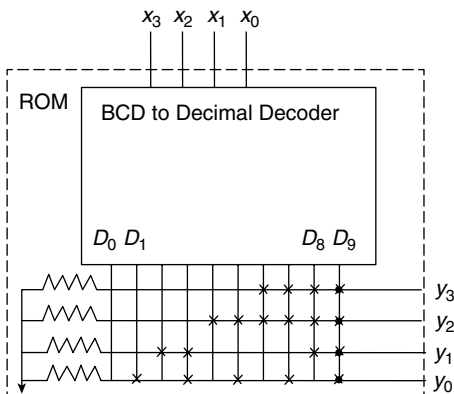 x3 x2 x1 x0
ROM
BCD to Decimal Decoder
D0 D1 D8 D9
y3
y2
y1
y0